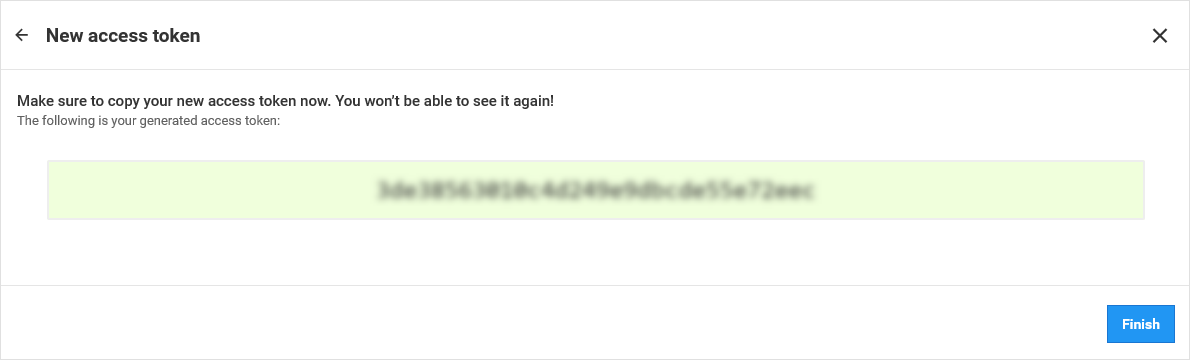 New access token
Make sure to copy your new access token now. You won't be able to see it again!
The following is your generated access token:
Finish